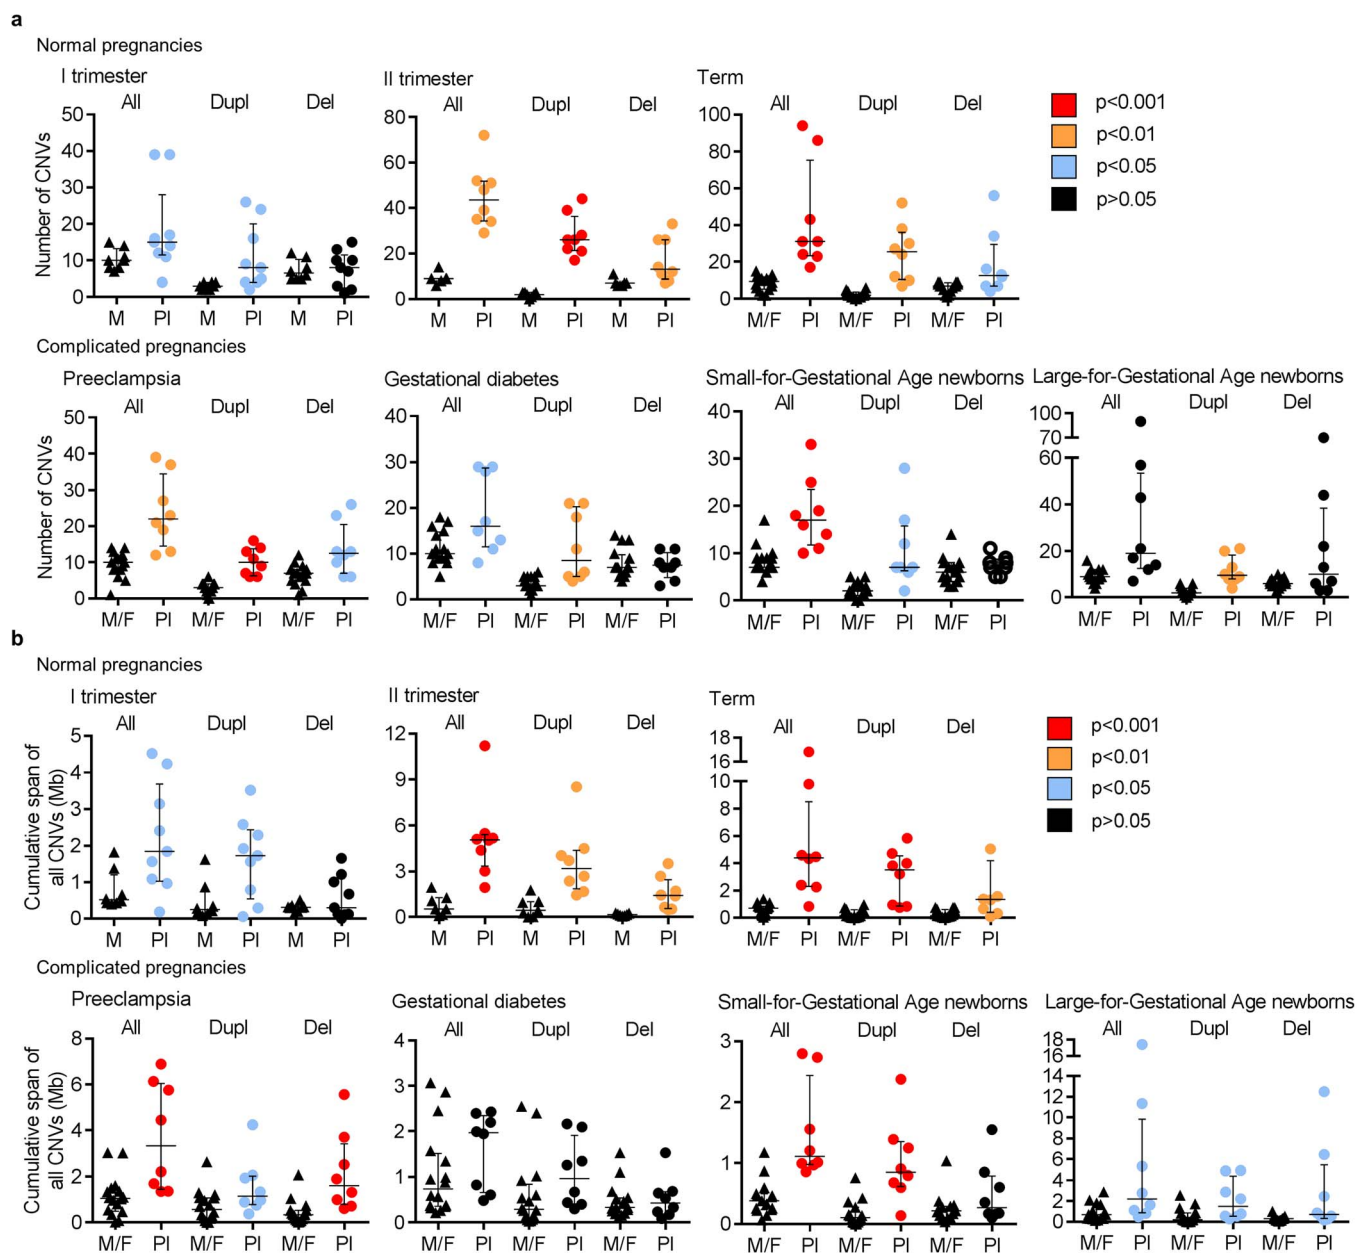 a
Normal pregnancies
I trimester
II trimester
Term
All Dupl Del
All Dupl Del
All Dupl Del
p<0.001
p<0.01
p<0.05
p>0.05
Number of CNVs
50
40
30
20
10
0
80
60
40
20
0
100
80
60
40
20
0
M Pl M Pl M Pl
M Pl M Pl M Pl
M/F Pl M/F Pl M/F Pl
Complicated pregnancies
Preeclampsia
Gestational diabetes
Small-for-Gestational Age newborns
Large-for-Gestational Age newborns
All Dupl Del
All Dupl Del
All Dupl Del
All Dupl Del
Number of CNVs
50
40
30
20
10
0
40
30
20
10
0
40
30
20
10
0
100
70
60
40
20
0
M/F Pl M/F Pl M/F Pl
M/F Pl M/F Pl M/F Pl
M/F Pl M/F Pl M/F Pl
M/F Pl M/F Pl M/F Pl
b
Normal pregnancies
I trimester
II trimester
Term
All Dupl Del
All Dupl Del
All Dupl Del
p<0.001
p<0.01
p<0.05
p>0.05
Cumulative span of
all CNVs (Mb)
5
4
3
2
1
0
12
9
6
3
0
18
16
10
8
6
4
2
0
M Pl M Pl M Pl
M Pl M Pl M Pl
M/F Pl M/F Pl M/F Pl
Complicated pregnancies
Preeclampsia
Gestational diabetes
Small-for-Gestational Age newborns
Large-for-Gestational Age newborns
All Dupl Del
All Dupl Del
All Dupl Del
All Dupl Del
Cumulative span of
all CNVs (Mb)
8
6
4
2
0
4
3
2
1
0
3
2
1
0
18
16
14
12
10
8
6
4
2
0
M/F Pl M/F Pl M/F Pl
M/F Pl M/F Pl M/F Pl
M/F Pl M/F Pl M/F Pl
M/F Pl M/F Pl M/F Pl